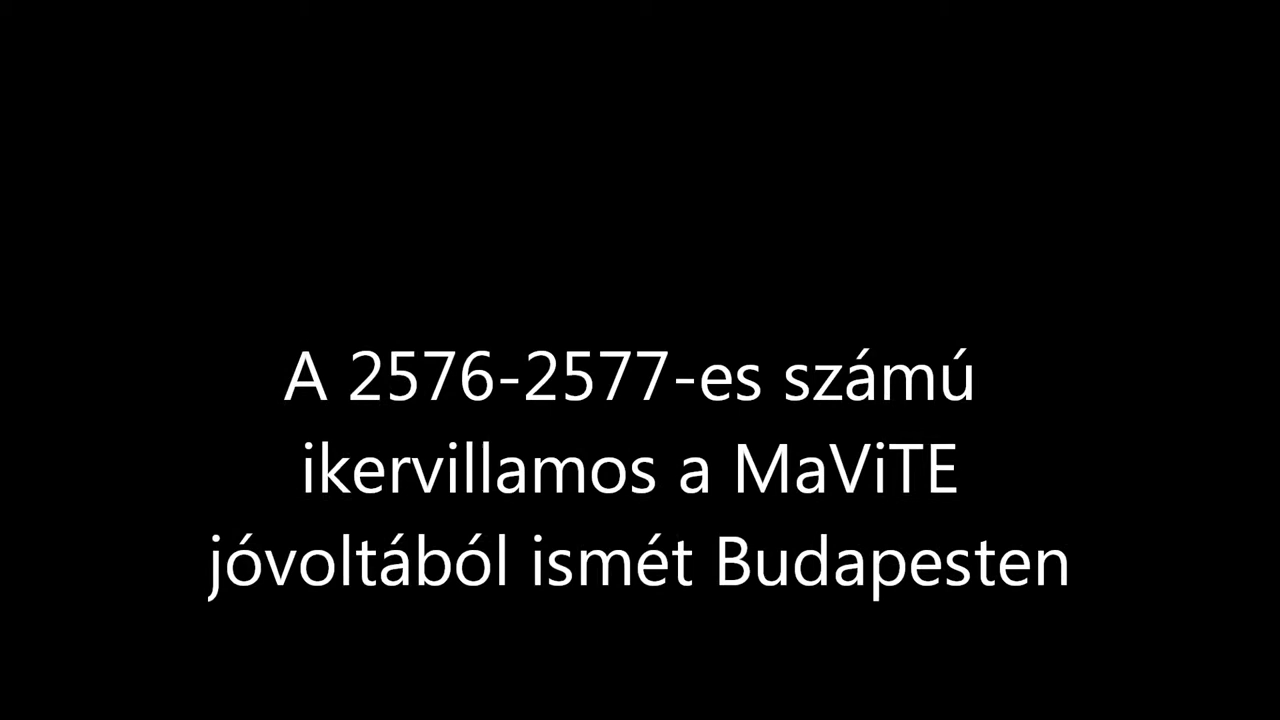 A 2576-2577-es számú
ikervillamos a MaViTE
jóvoltából ismét Budapesten